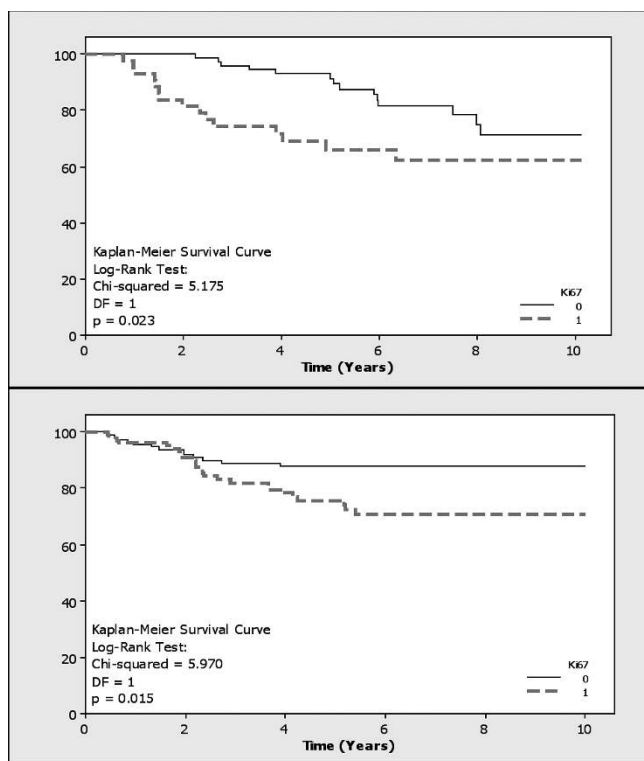 100
80
60
40
20
0
Kaplan-Meier Survival Curve
Log-Rank Test:
Chi-squared = 5.175
DF = 1
p = 0.023
Ki67
0
1
0 2 4 6 8 10
Time (Years)
100
80
60
40
20
0
Kaplan-Meier Survival Curve
Log-Rank Test:
Chi-squared = 5.970
DF = 1
p = 0.015
Ki67
0
1
0 2 4 6 8 10
Time (Years)